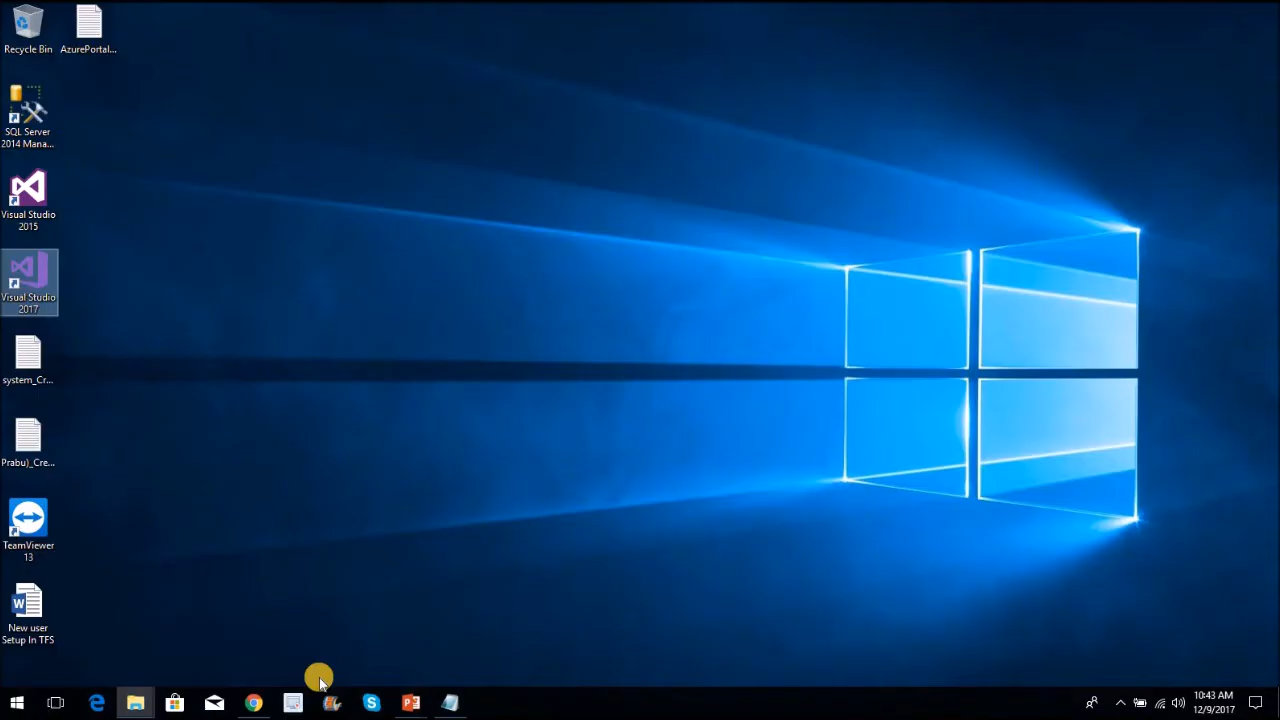 Recycle Bin
AzurePortal...
SQL Server
2014 Mana...
Visual Studio
2015
Visual Studio
2017
system_Cr...
Prabu)_Cre...
TeamViewer
13
W
New user
Setup In TFS
10:43 AM
12/9/2017